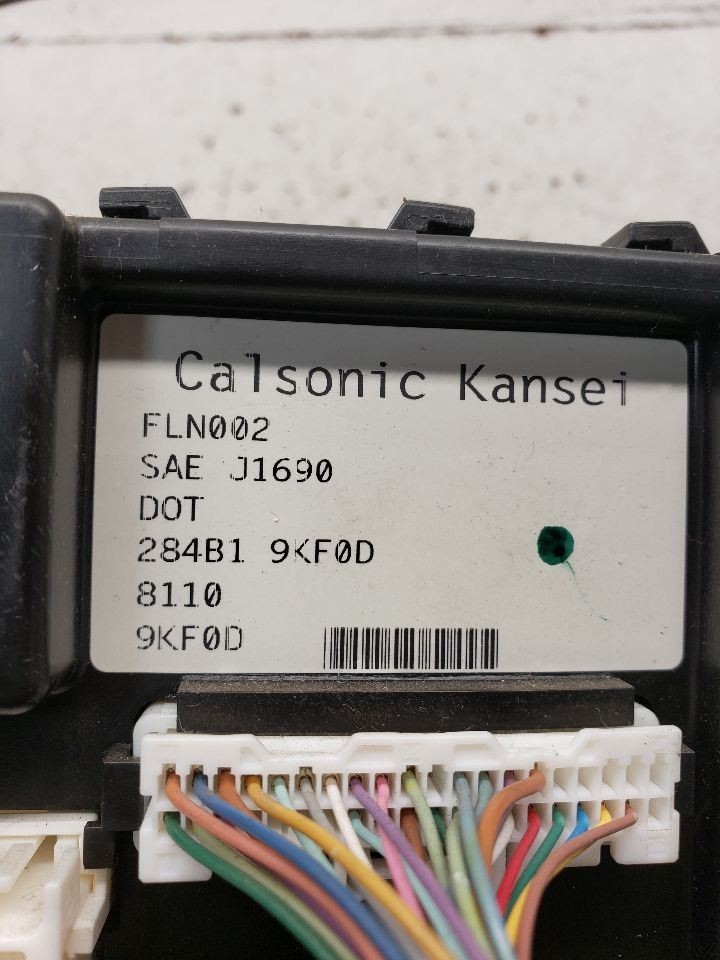 Calsonic Kansei
FLN002
SAE J1690
DOT
284B1 9KF0D
8110
9KF0D